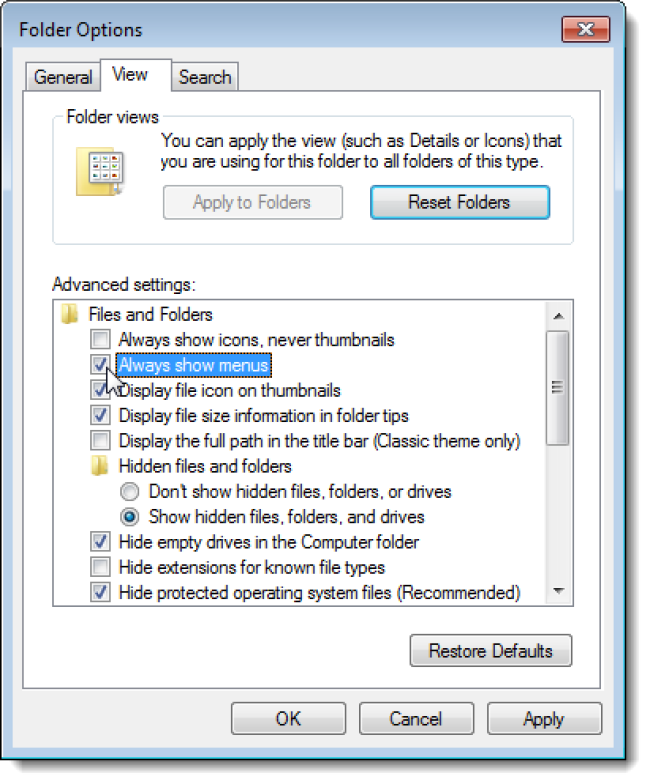 Folder Options
General View Search
Folder views
You can apply the view (such as Details or Icons) that
you are using for this folder to all folders of this type.
Apply to Folders Reset Folders
Advanced settings:
Files and Folders
Always show icons, never thumbnails
Always show menus
Display file icon on thumbnails
Display file size information in folder tips
Display the full path in the title bar (Classic theme only)
Hidden files and folders
Don't show hidden files, folders, or drives
Show hidden files, folders, and drives
Hide empty drives in the Computer folder
Hide extensions for known file types
Hide protected operating system files (Recommended)
Restore Defaults
OK Cancel Apply